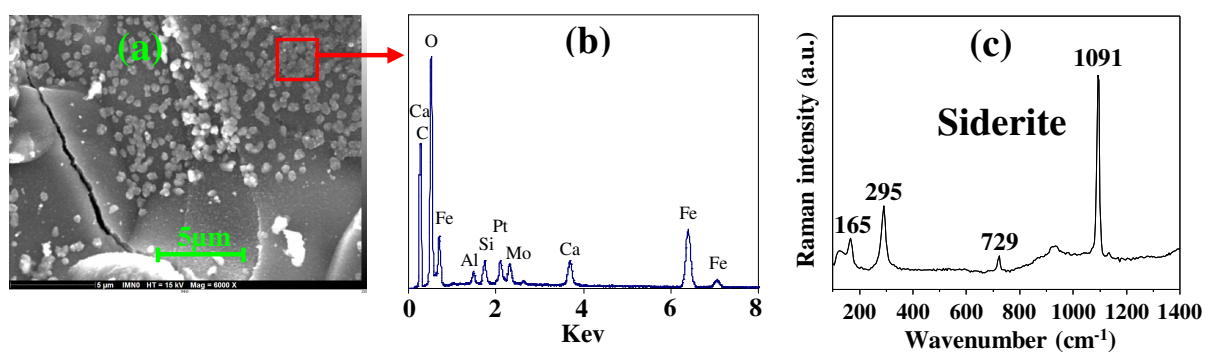 (a)
5µm
5 µm IMN0 HT = 15 kV Mag = 6000 X
(b)
O
Ca
C
Fe
Al
Si
Pt
Mo
Ca
Fe
Fe
0 2 4 6 8
Kev
(c)
Siderite
Raman intensity (a.u.)
165
295
729
1091
200 400 600 800 1000 1200 1400
Wavenumber (cm⁻¹)